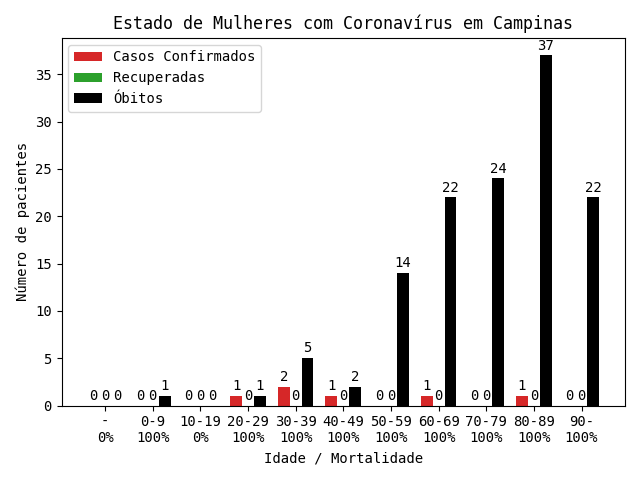 Estado de Mulheres com Coronavírus em Campinas
Casos Confirmados
Recuperadas
Óbitos
Número de pacientes
35
30
25
20
15
10
5
0
0 0 0
0 0 1
0 0 0
1 0 1
2 0 5
1 0 2
0 0 14
1 0 22
0 0 24
1 0 37
0 0 22
- 0-9 10-19 20-29 30-39 40-49 50-59 60-69 70-79 80-89 90-
0% 100% 0% 100% 100% 100% 100% 100% 100% 100% 100%
Idade / Mortalidade